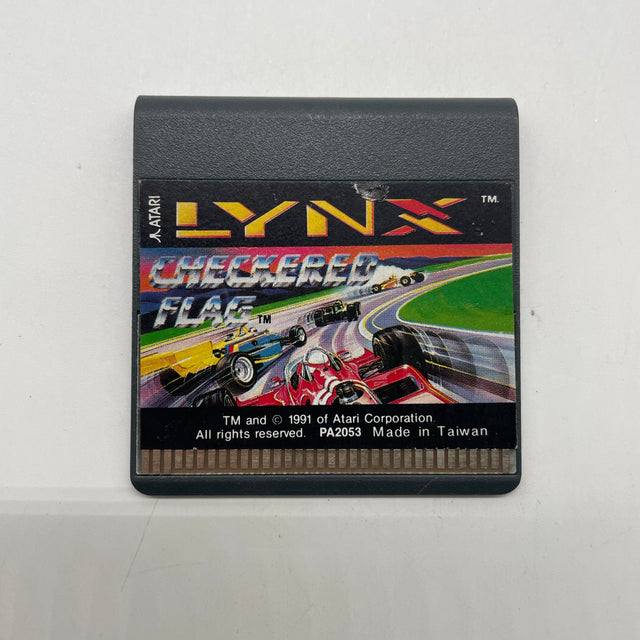 ATARI
LYNX TM.
CHECKERED
FLAG TM
TM and © 1991 of Atari Corporation.
All rights reserved. PA2053 Made in Taiwan